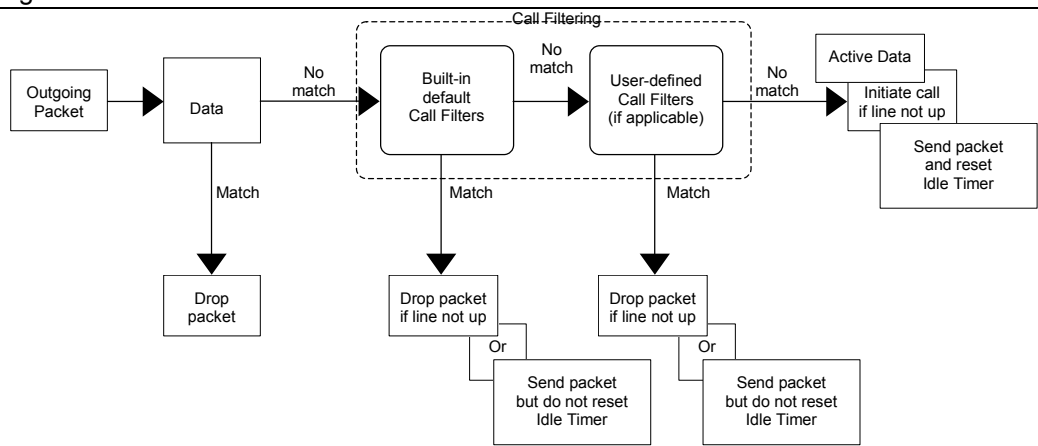 Call Filtering
Outgoing
Packet
Data
No
match
Built-in
default
Call Filters
No
match
User-defined
Call Filters
(if applicable)
No
match
Active Data
Initiate call
if line not up
Send packet
and reset
Idle Timer
Match
Match
Match
Drop
packet
Drop packet
if line not up
Or
Send packet
but do not reset
Idle Timer
Drop packet
if line not up
Or
Send packet
but do not reset
Idle Timer